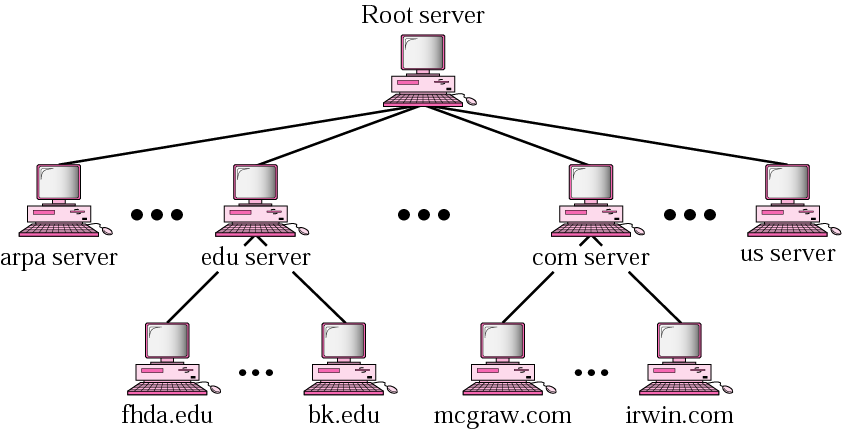 Root server
arpa server
edu server
com server
us server
fhda.edu
bk.edu
mcgraw.com
irwin.com